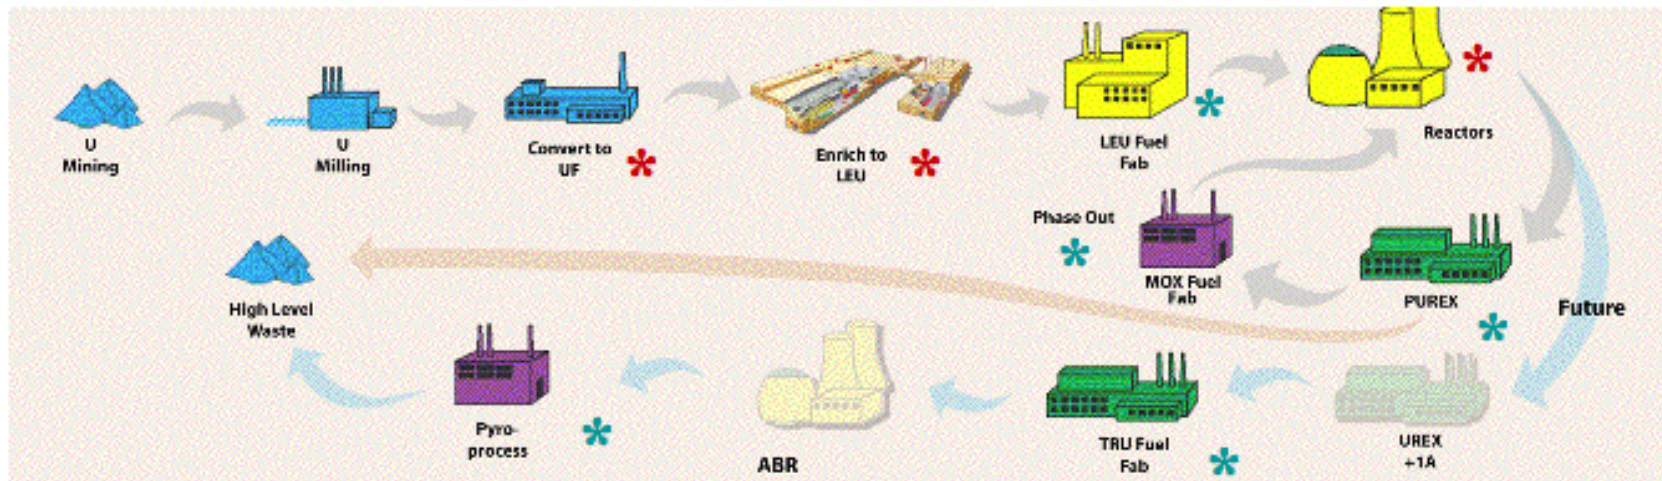 U
Mining
U
Milling
Convert to
UF
*
Enrich to
LEU
*
LEU Fuel
Fab
*
Reactors
*
Phase Out
*
MOX Fuel
Fab
PUREX
*
Future
High Level
Waste
Pyro-
process
*
ABR
TRU Fuel
Fab
*
UREX
+1A